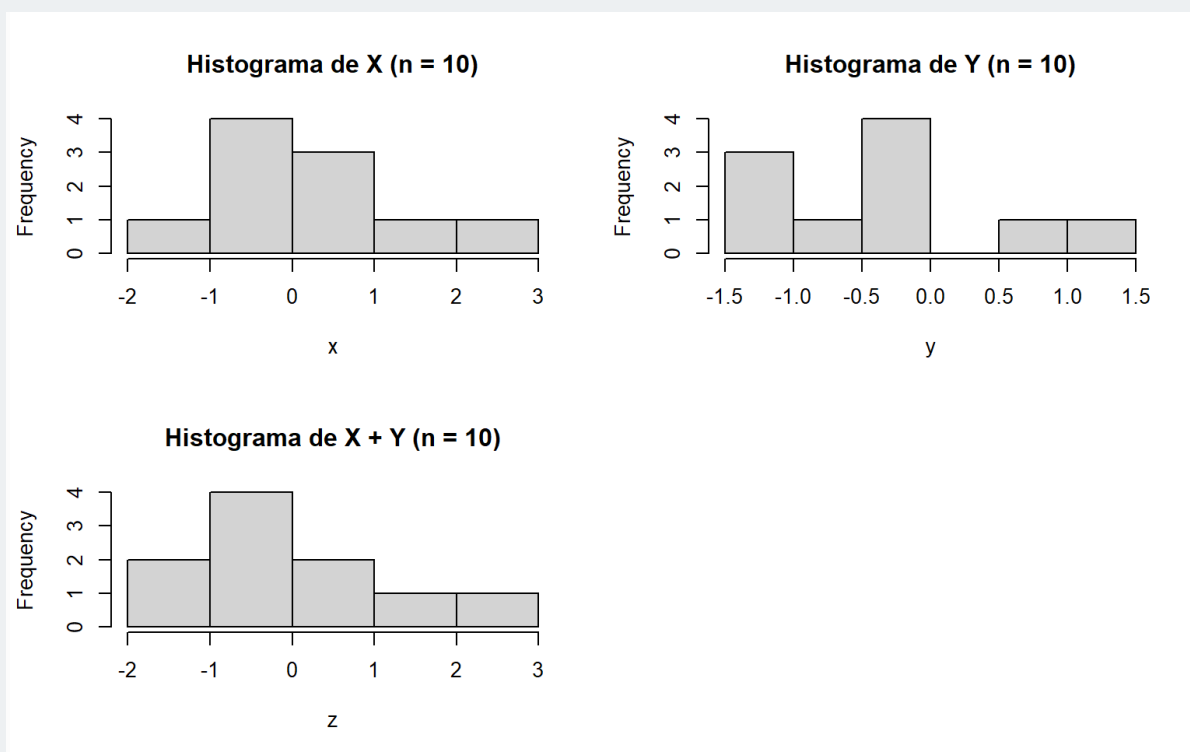 Histograma de X (n = 10)
Frequency
4
3
2
1
0
-2 -1 0 1 2 3
x
Histograma de Y (n = 10)
Frequency
4
3
2
1
0
-1.5 -1.0 -0.5 0.0 0.5 1.0 1.5
y
Histograma de X + Y (n = 10)
Frequency
4
3
2
1
0
-2 -1 0 1 2 3
z